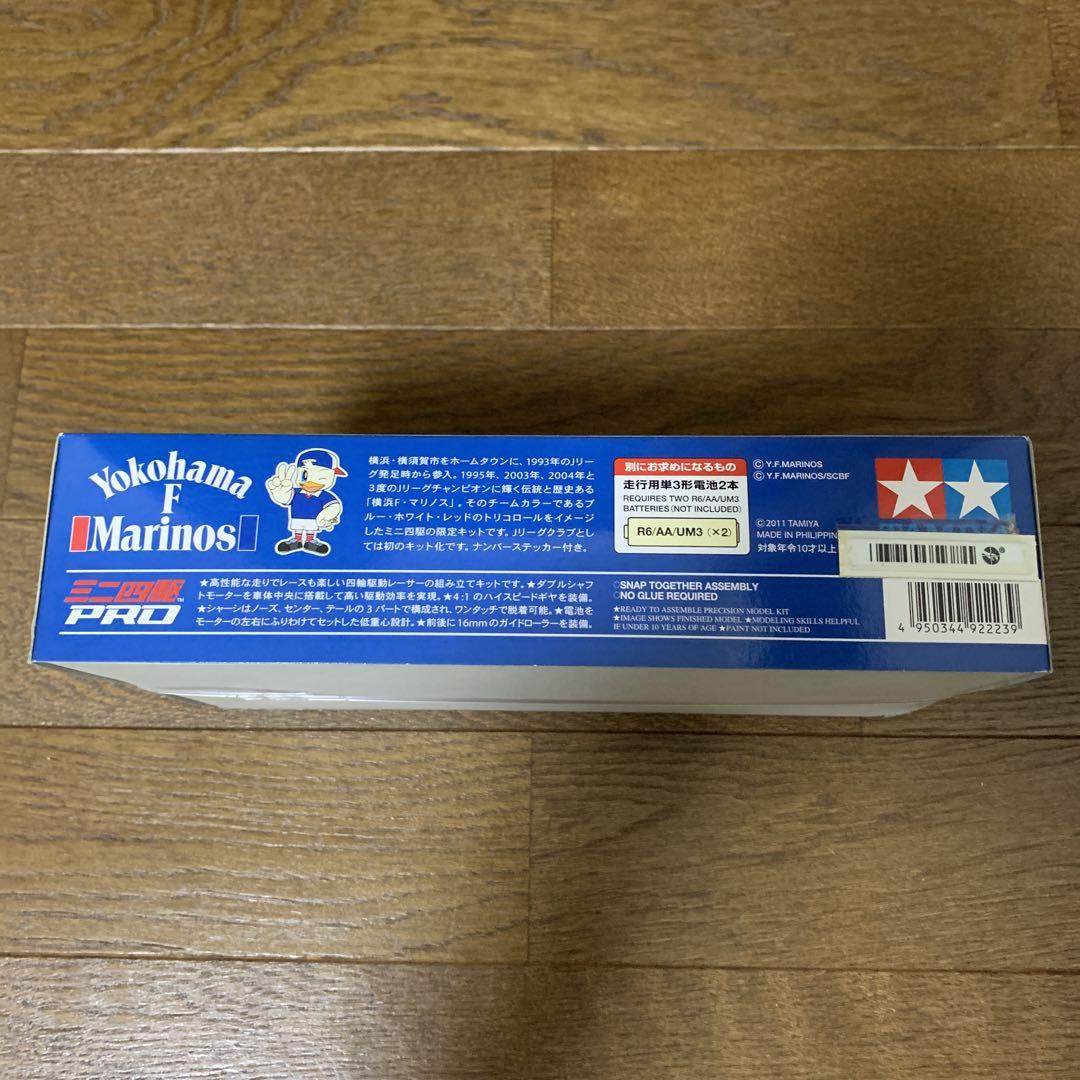 Yokohama
F
Marinos
横浜・横須賀市をホームタウンに、1993年のJリー
グ発足時から参入。1995年、2003年、2004年と
3度のJリーグチャンピオンに輝く伝統と歴史ある
「横浜F・マリノス」。そのチームカラーであるブ
ルー・ホワイト・レッドのトリコロールをイメージ
したミニ四駆の限定キットです。Jリーグクラブとし
ては初のキット化です。ナンバーステッカー付き。
別にお求めになるもの
走行用単3形電池2本
REQUIRES TWO R6/AA/UM3
BATTERIES (NOT INCLUDED)
R6/AA/UM3 (×2)
Ⓒ Y.F.MARINOS
Ⓒ Y.F.MARINOS/SCBF
Ⓒ2011 TAMIYA
MADE IN PHILIPPIN
対象年令10才以上
ミニ四駆™
PRO
★高性能な走りでレースも楽しい四輪駆動レーサーの組み立てキットです。★ダブルシャフ
トモーターを車体中央に搭載して高い駆動効率を実現。★4:1のハイスピードギヤを装備。
★シャーシはノーズ、センター、テールの3パートで構成され、ワンタッチで脱着可能。★電池を
モーターの左右にふりわけてセットした低重心設計。★前後に16mmのガイドローラーを装備。
○SNAP TOGETHER ASSEMBLY
○NO GLUE REQUIRED
★READY TO ASSEMBLE PRECISION MODEL KIT
★IMAGE SHOWS FINISHED MODEL ★MODELING SKILLS HELPFUL
IF UNDER 10 YEARS OF AGE ★PAINT NOT INCLUDED
4 950344 922239